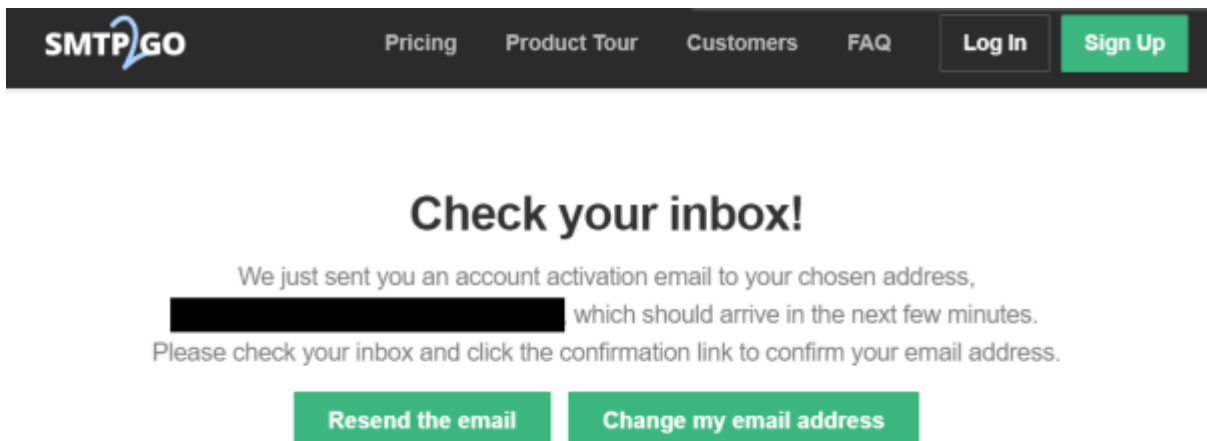 SMTP2GO Pricing Product Tour Customers FAQ Log In Sign Up
Check your inbox!
We just sent you an account activation email to your chosen address,
, which should arrive in the next few minutes.
Please check your inbox and click the confirmation link to confirm your email address.
Resend the email Change my email address